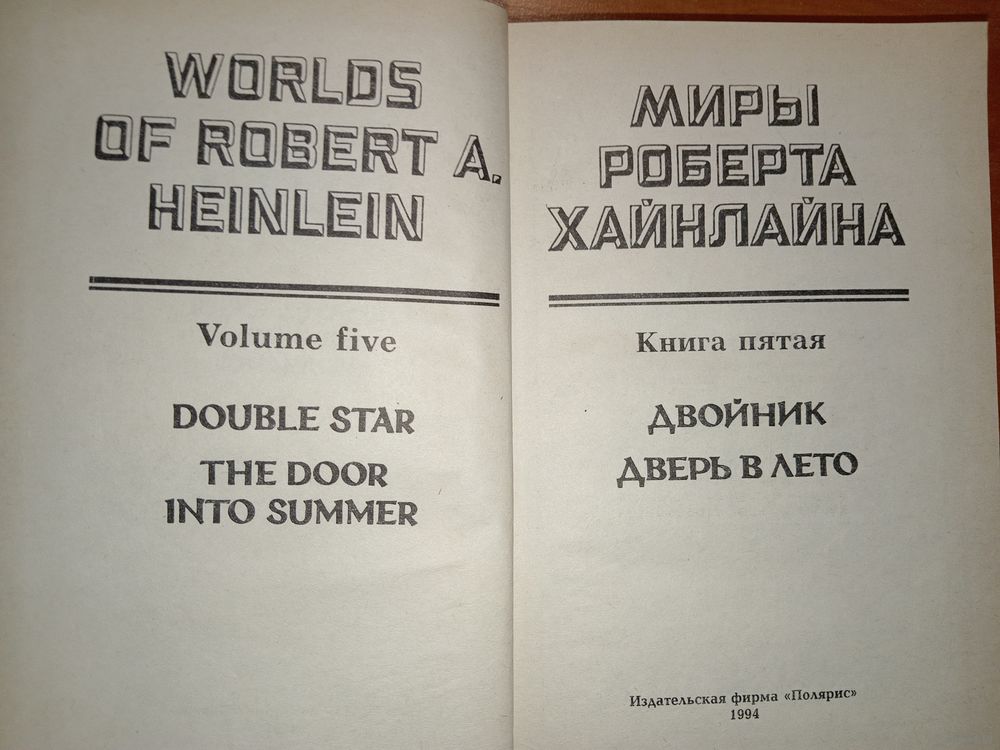 WORLDS
OF ROBERT A.
HEINLEIN
Volume five
DOUBLE STAR
THE DOOR
INTO SUMMER
МИРЫ
РОБЕРТА
ХАЙНЛАЙНА
Книга пятая
ДВОЙНИК
ДВЕРЬ В ЛЕТО
Издательская фирма «Полярис»
1994